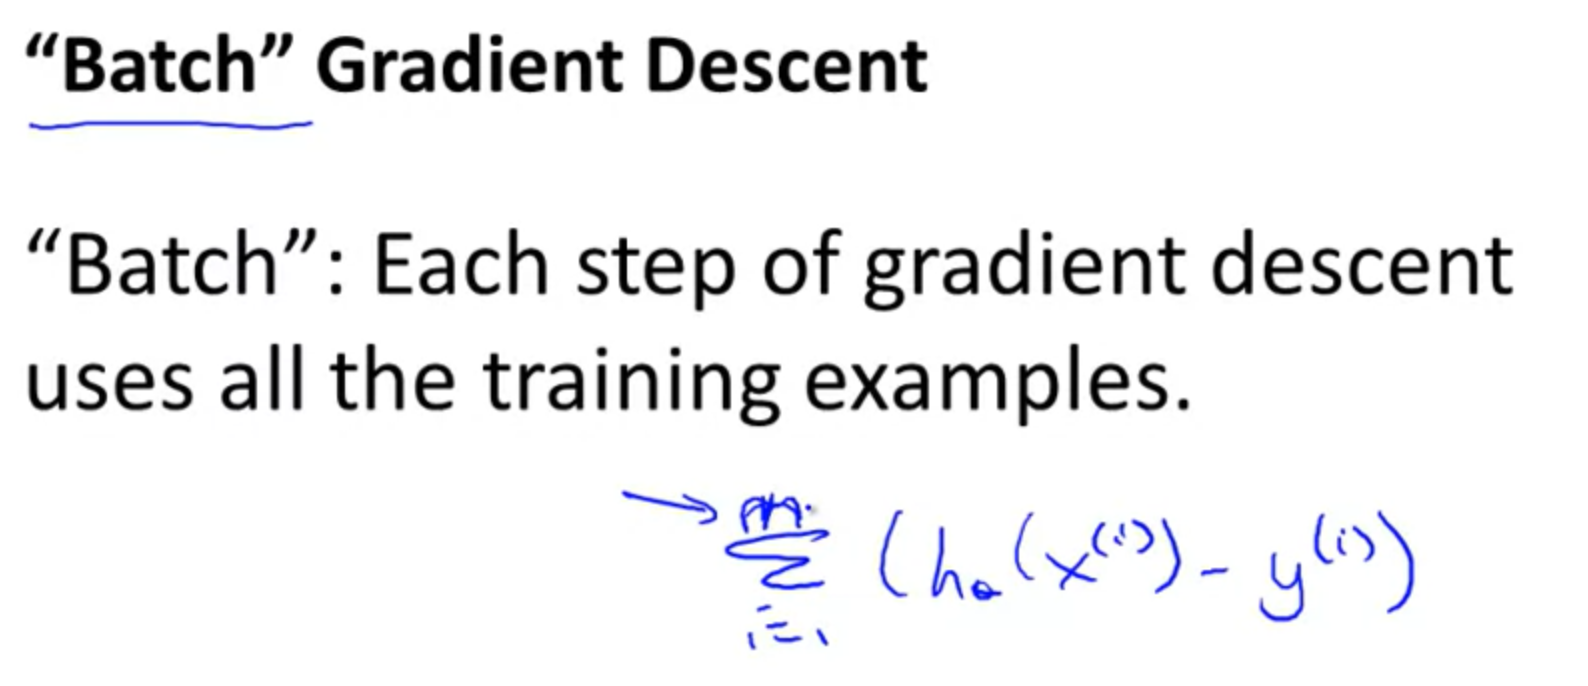 “Batch” Gradient Descent
“Batch”: Each step of gradient descent
uses all the training examples.
→ m
∑ (hθ(x⁽ⁱ⁾) - y⁽ⁱ⁾)
i=1